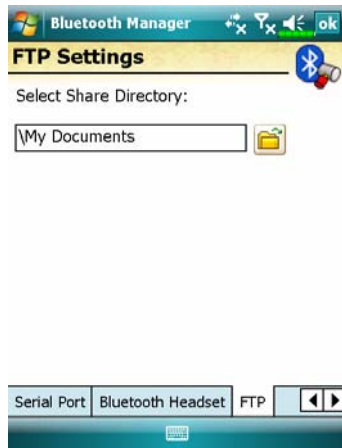 Bluetooth Manager ok
FTP Settings
Select Share Directory:
\My Documents
Serial Port Bluetooth Headset FTP